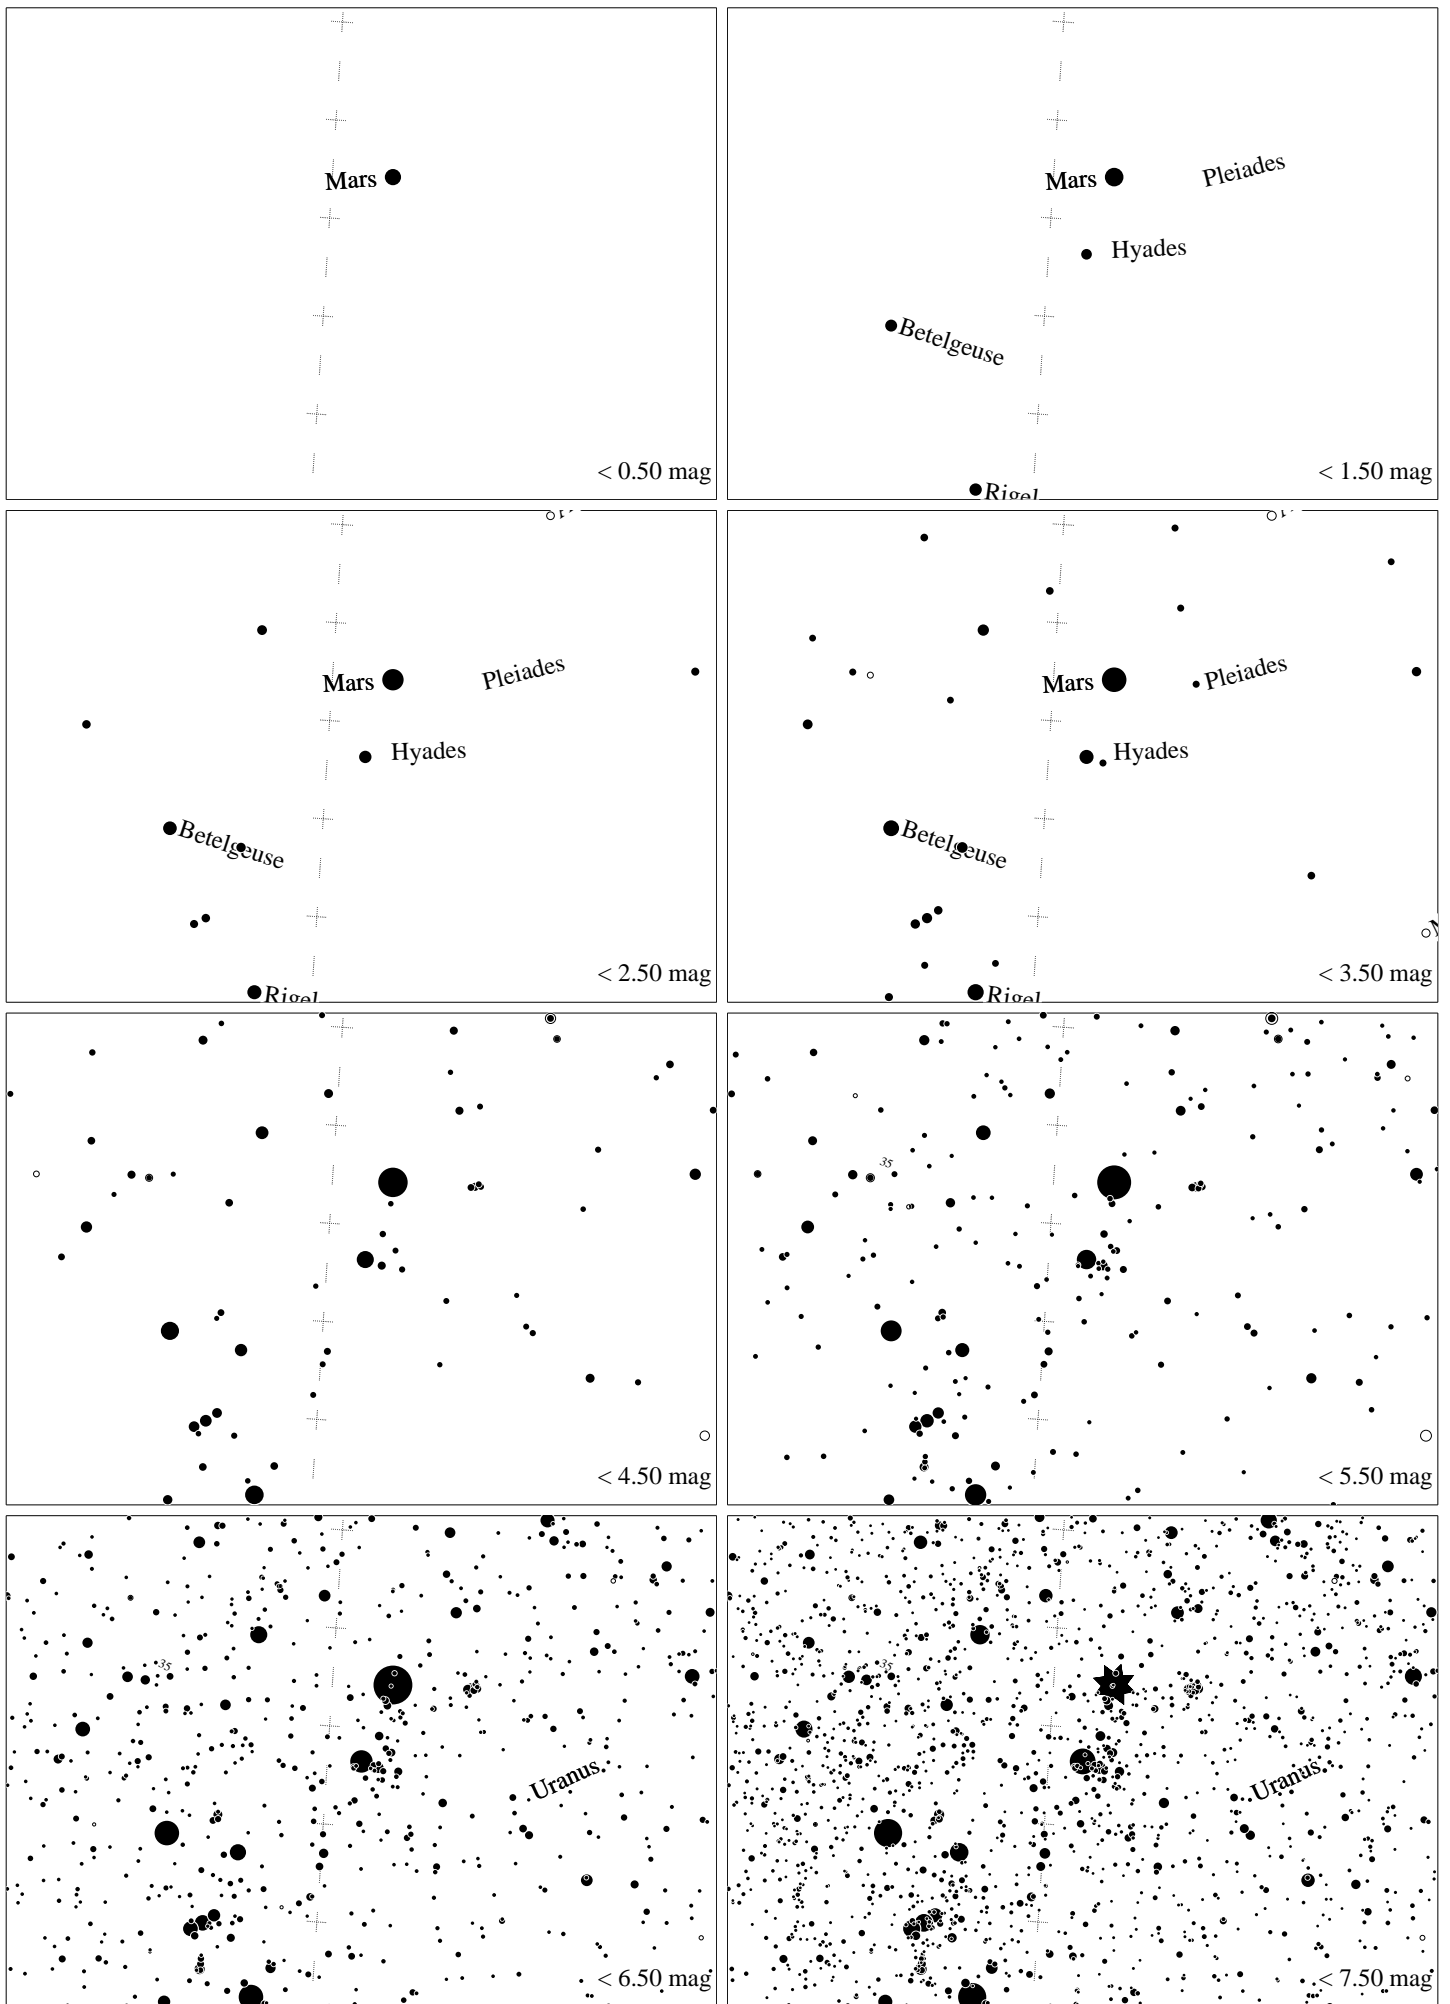 Mars
< 0.50 mag
Mars
Pleiades
Hyades
Betelgeuse
Rigel
< 1.50 mag
Mars
Pleiades
Hyades
Betelgeuse
Rigel
< 2.50 mag
Mars
Pleiades
Hyades
Betelgeuse
Rigel
< 3.50 mag
< 4.50 mag
35
< 5.50 mag
35
Uranus
< 6.50 mag
35
Uranus
< 7.50 mag